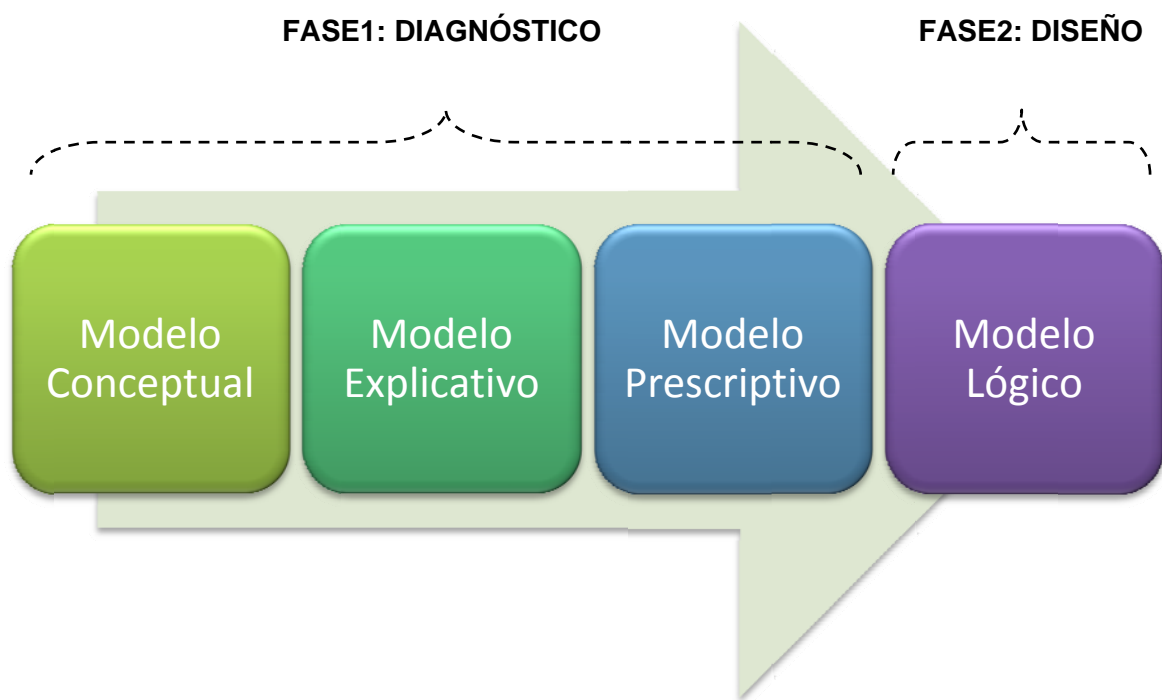 FASE1: DIAGNÓSTICO
FASE2: DISEÑO
Modelo
Conceptual
Modelo
Explicativo
Modelo
Prescriptivo
Modelo
Lógico